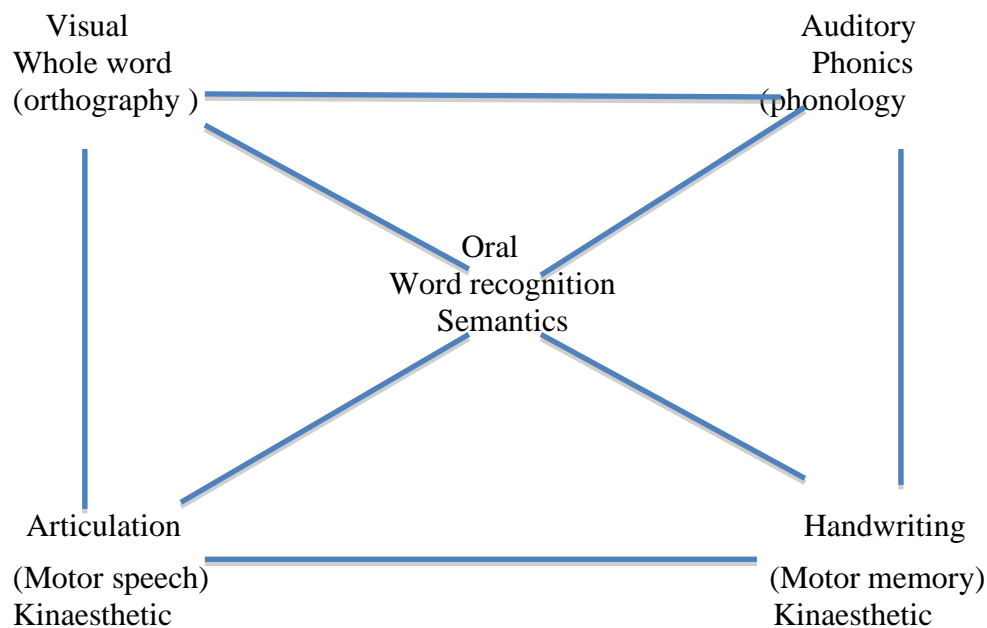 Visual
Whole word
(orthography )
Auditory
Phonics
(phonology
Oral
Word recognition
Semantics
Articulation
(Motor speech)
Kinaesthetic
Handwriting
(Motor memory)
Kinaesthetic